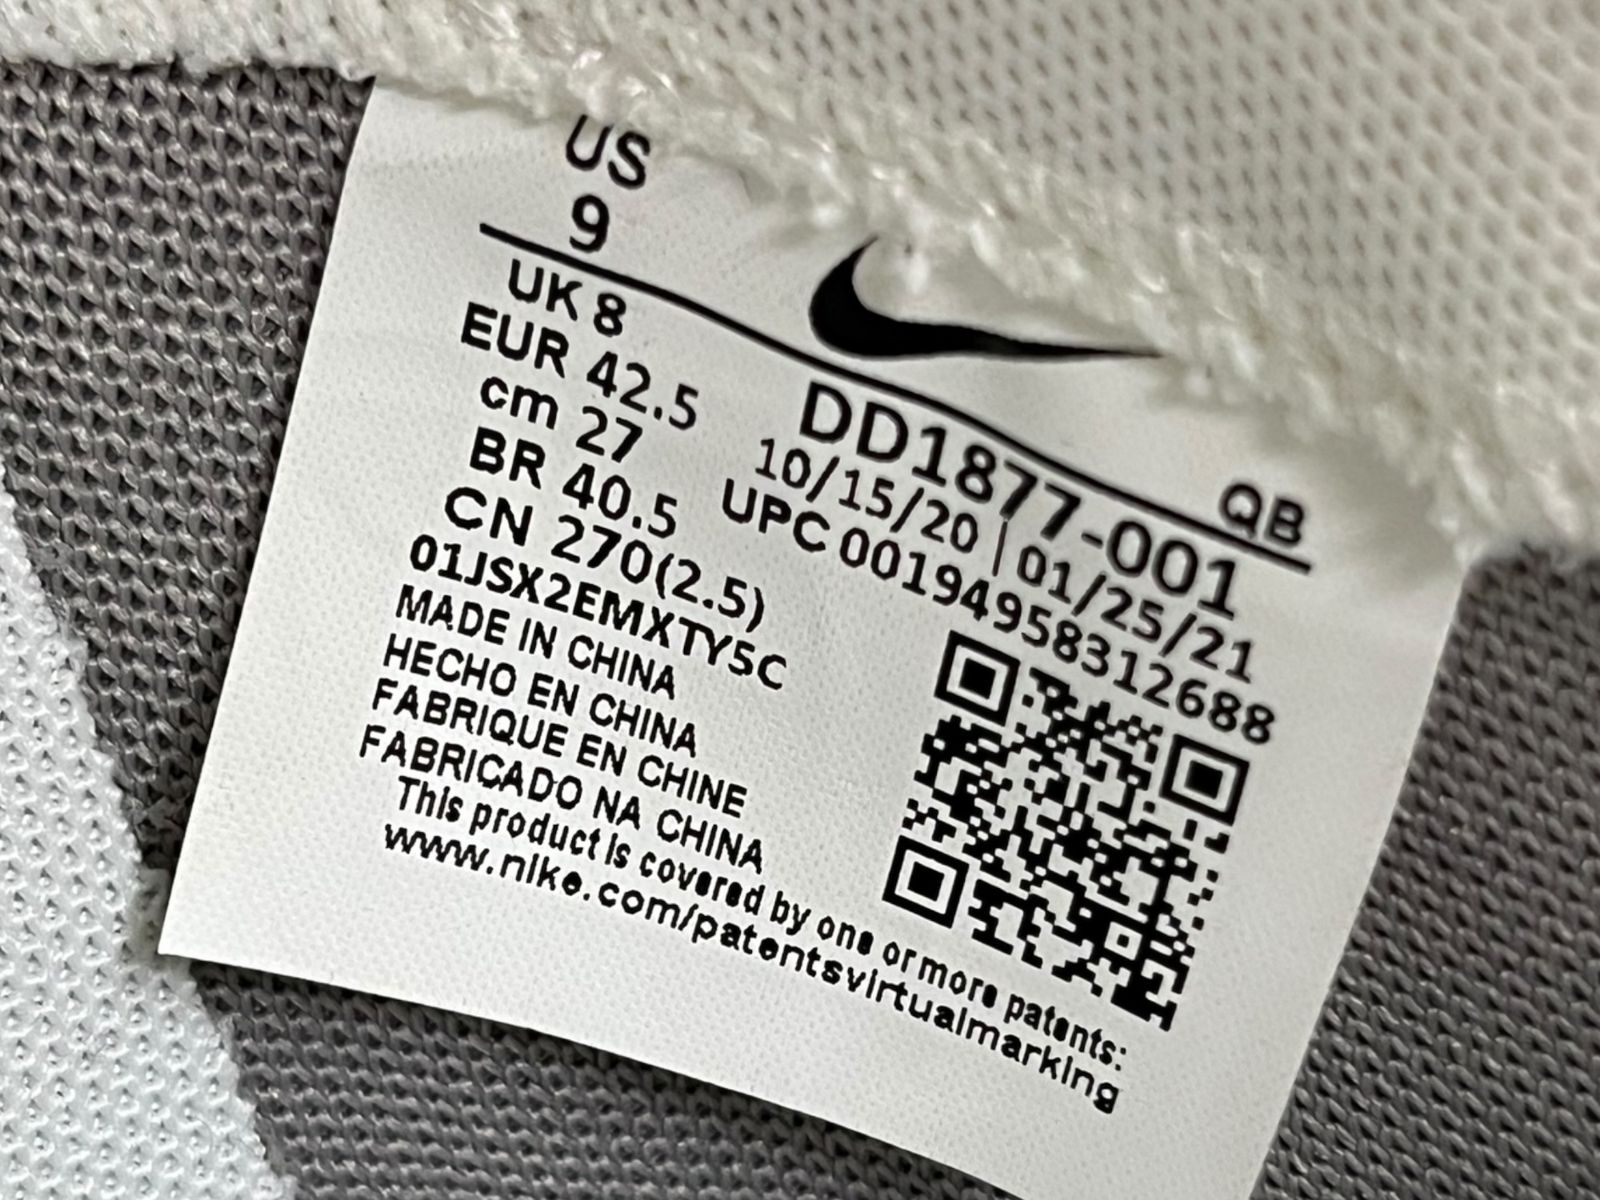 US
9
UK 8
EUR 42.5
cm 27
BR 40.5
CN 270(2.5)
01JSX2EMXTY5C
MADE IN CHINA
HECHO EN CHINA
FABRIQUE EN CHINE
FABRICADO NA CHINA
QB
DD1877-001
10/15/20 | 01/25/21
UPC 00194958312688
This product is covered by one or more patents:
www.nike.com/patentsvirtualmarking